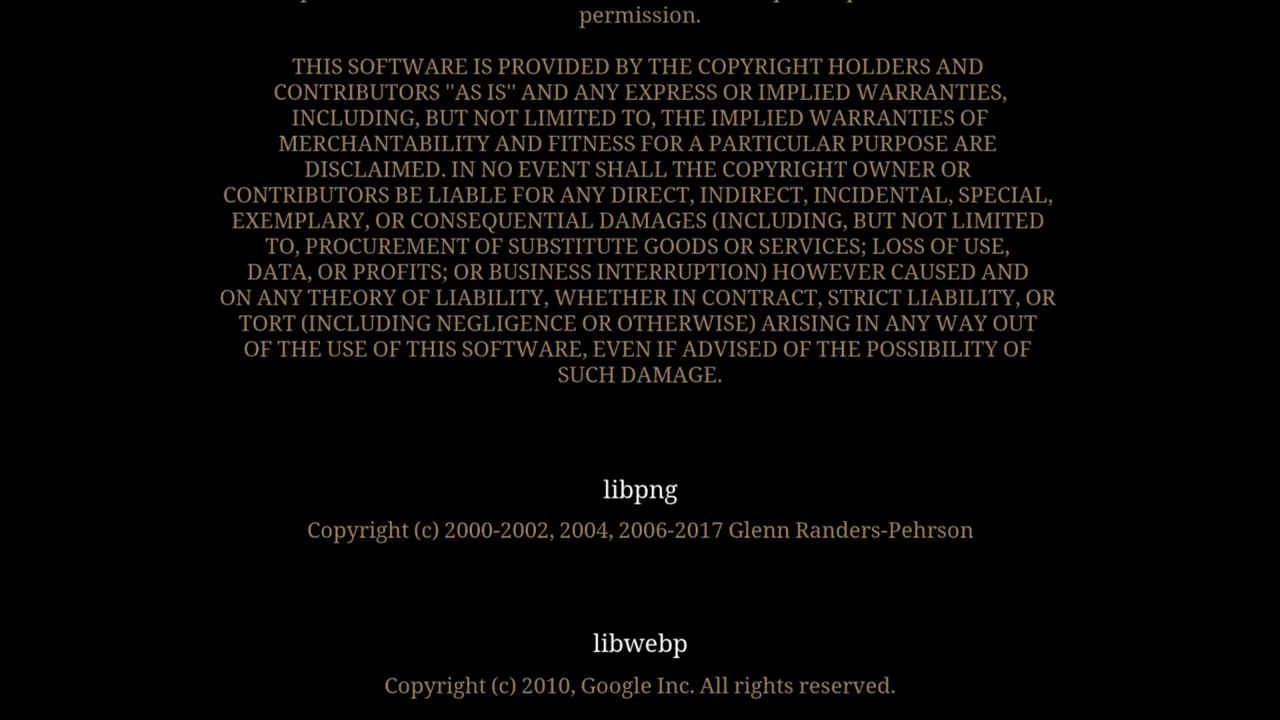 permission.
THIS SOFTWARE IS PROVIDED BY THE COPYRIGHT HOLDERS AND
CONTRIBUTORS "AS IS" AND ANY EXPRESS OR IMPLIED WARRANTIES,
INCLUDING, BUT NOT LIMITED TO, THE IMPLIED WARRANTIES OF
MERCHANTABILITY AND FITNESS FOR A PARTICULAR PURPOSE ARE
DISCLAIMED. IN NO EVENT SHALL THE COPYRIGHT OWNER OR
CONTRIBUTORS BE LIABLE FOR ANY DIRECT, INDIRECT, INCIDENTAL, SPECIAL,
EXEMPLARY, OR CONSEQUENTIAL DAMAGES (INCLUDING, BUT NOT LIMITED
TO, PROCUREMENT OF SUBSTITUTE GOODS OR SERVICES; LOSS OF USE,
DATA, OR PROFITS; OR BUSINESS INTERRUPTION) HOWEVER CAUSED AND
ON ANY THEORY OF LIABILITY, WHETHER IN CONTRACT, STRICT LIABILITY, OR
TORT (INCLUDING NEGLIGENCE OR OTHERWISE) ARISING IN ANY WAY OUT
OF THE USE OF THIS SOFTWARE, EVEN IF ADVISED OF THE POSSIBILITY OF
SUCH DAMAGE.
libpng
Copyright (c) 2000-2002, 2004, 2006-2017 Glenn Randers-Pehrson
libwebp
Copyright (c) 2010, Google Inc. All rights reserved.